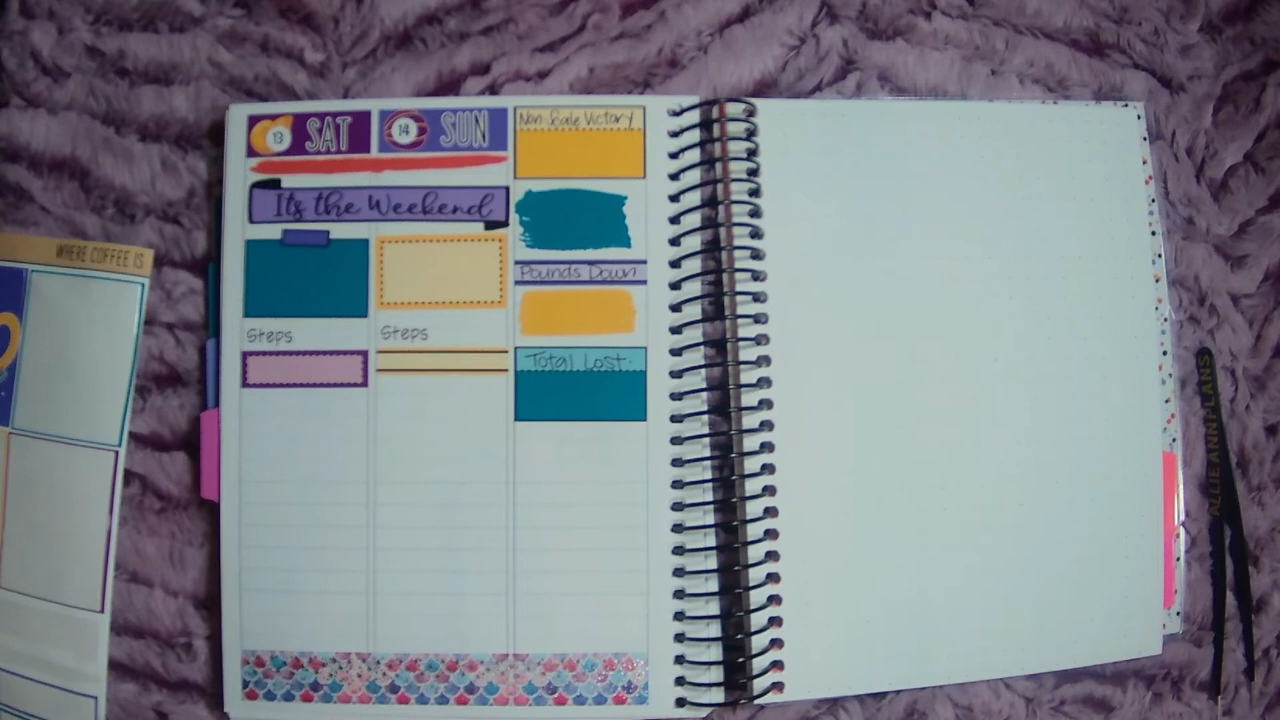 WHERE COFFEE IS
13 SAT
14 SUN
Non-Scale Victory
It's the Weekend
Pounds Down
Steps
Steps
Total Lost.
ALLIEANNPLANS